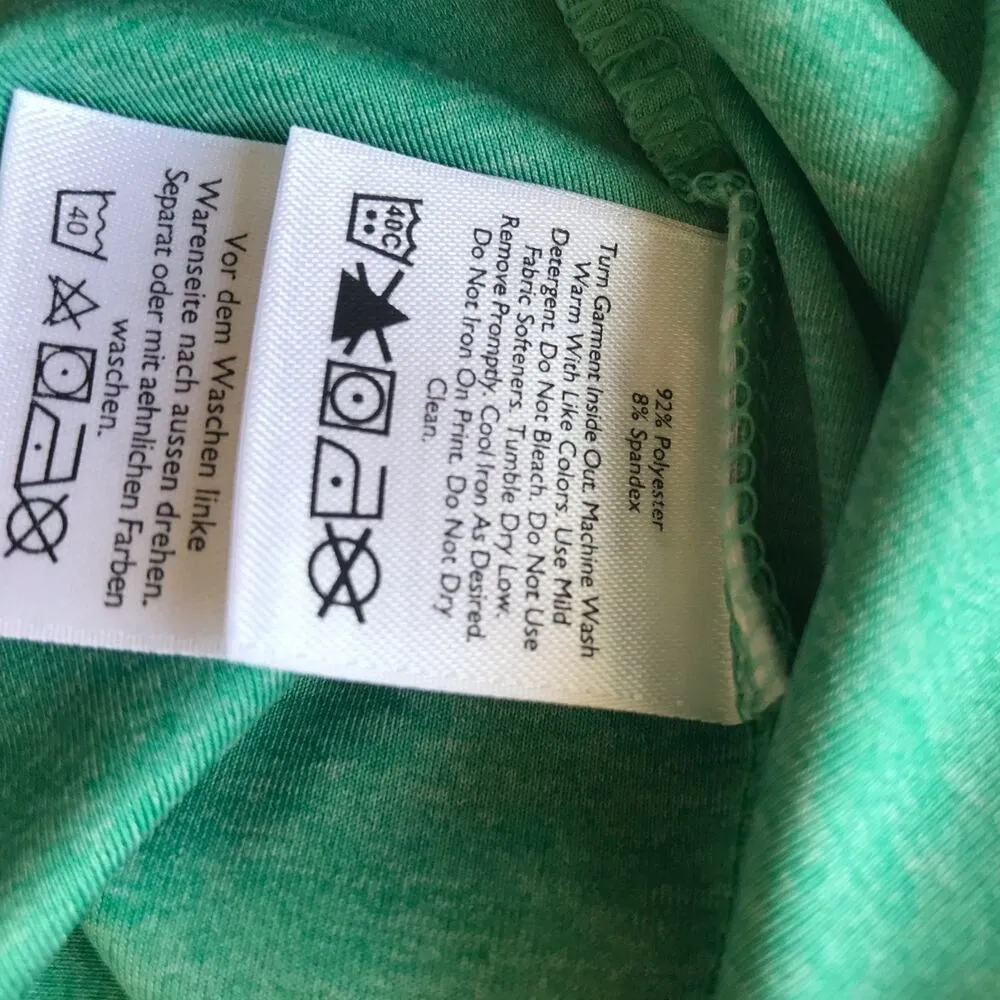 92% Polyester
8% Spandex
Turn Garment Inside Out. Machine Wash
Warm With Like Colors. Use Mild
Detergent. Do Not Bleach. Do Not Use
Fabric Softeners. Tumble Dry Low.
Remove Promptly. Cool Iron As Desired.
Do Not Iron On Print. Do Not Dry
Clean.
40C
Vor dem Waschen linke
Warenseite nach aussen drehen.
Separat oder mit aehnlichen Farben
waschen.
40